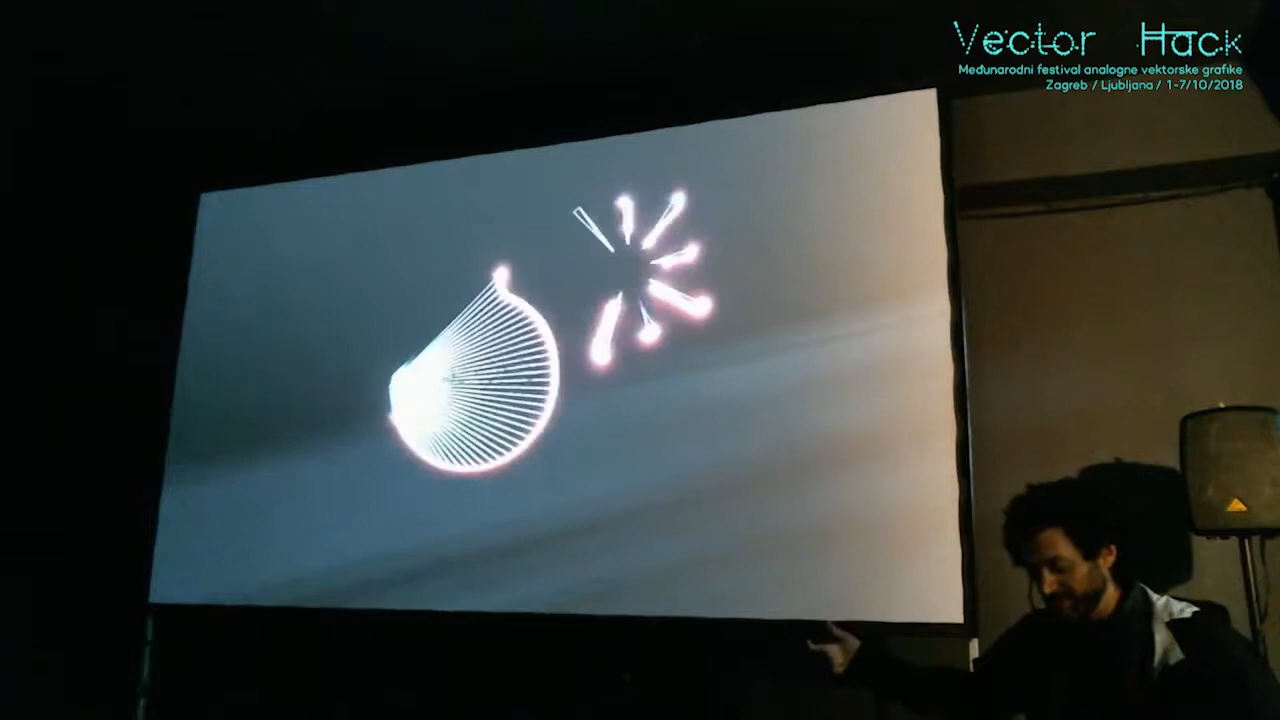 Vector Hack
Međunarodni festival analogne vektorske grafike
Zagreb / Ljubljana / 1-7/10/2018